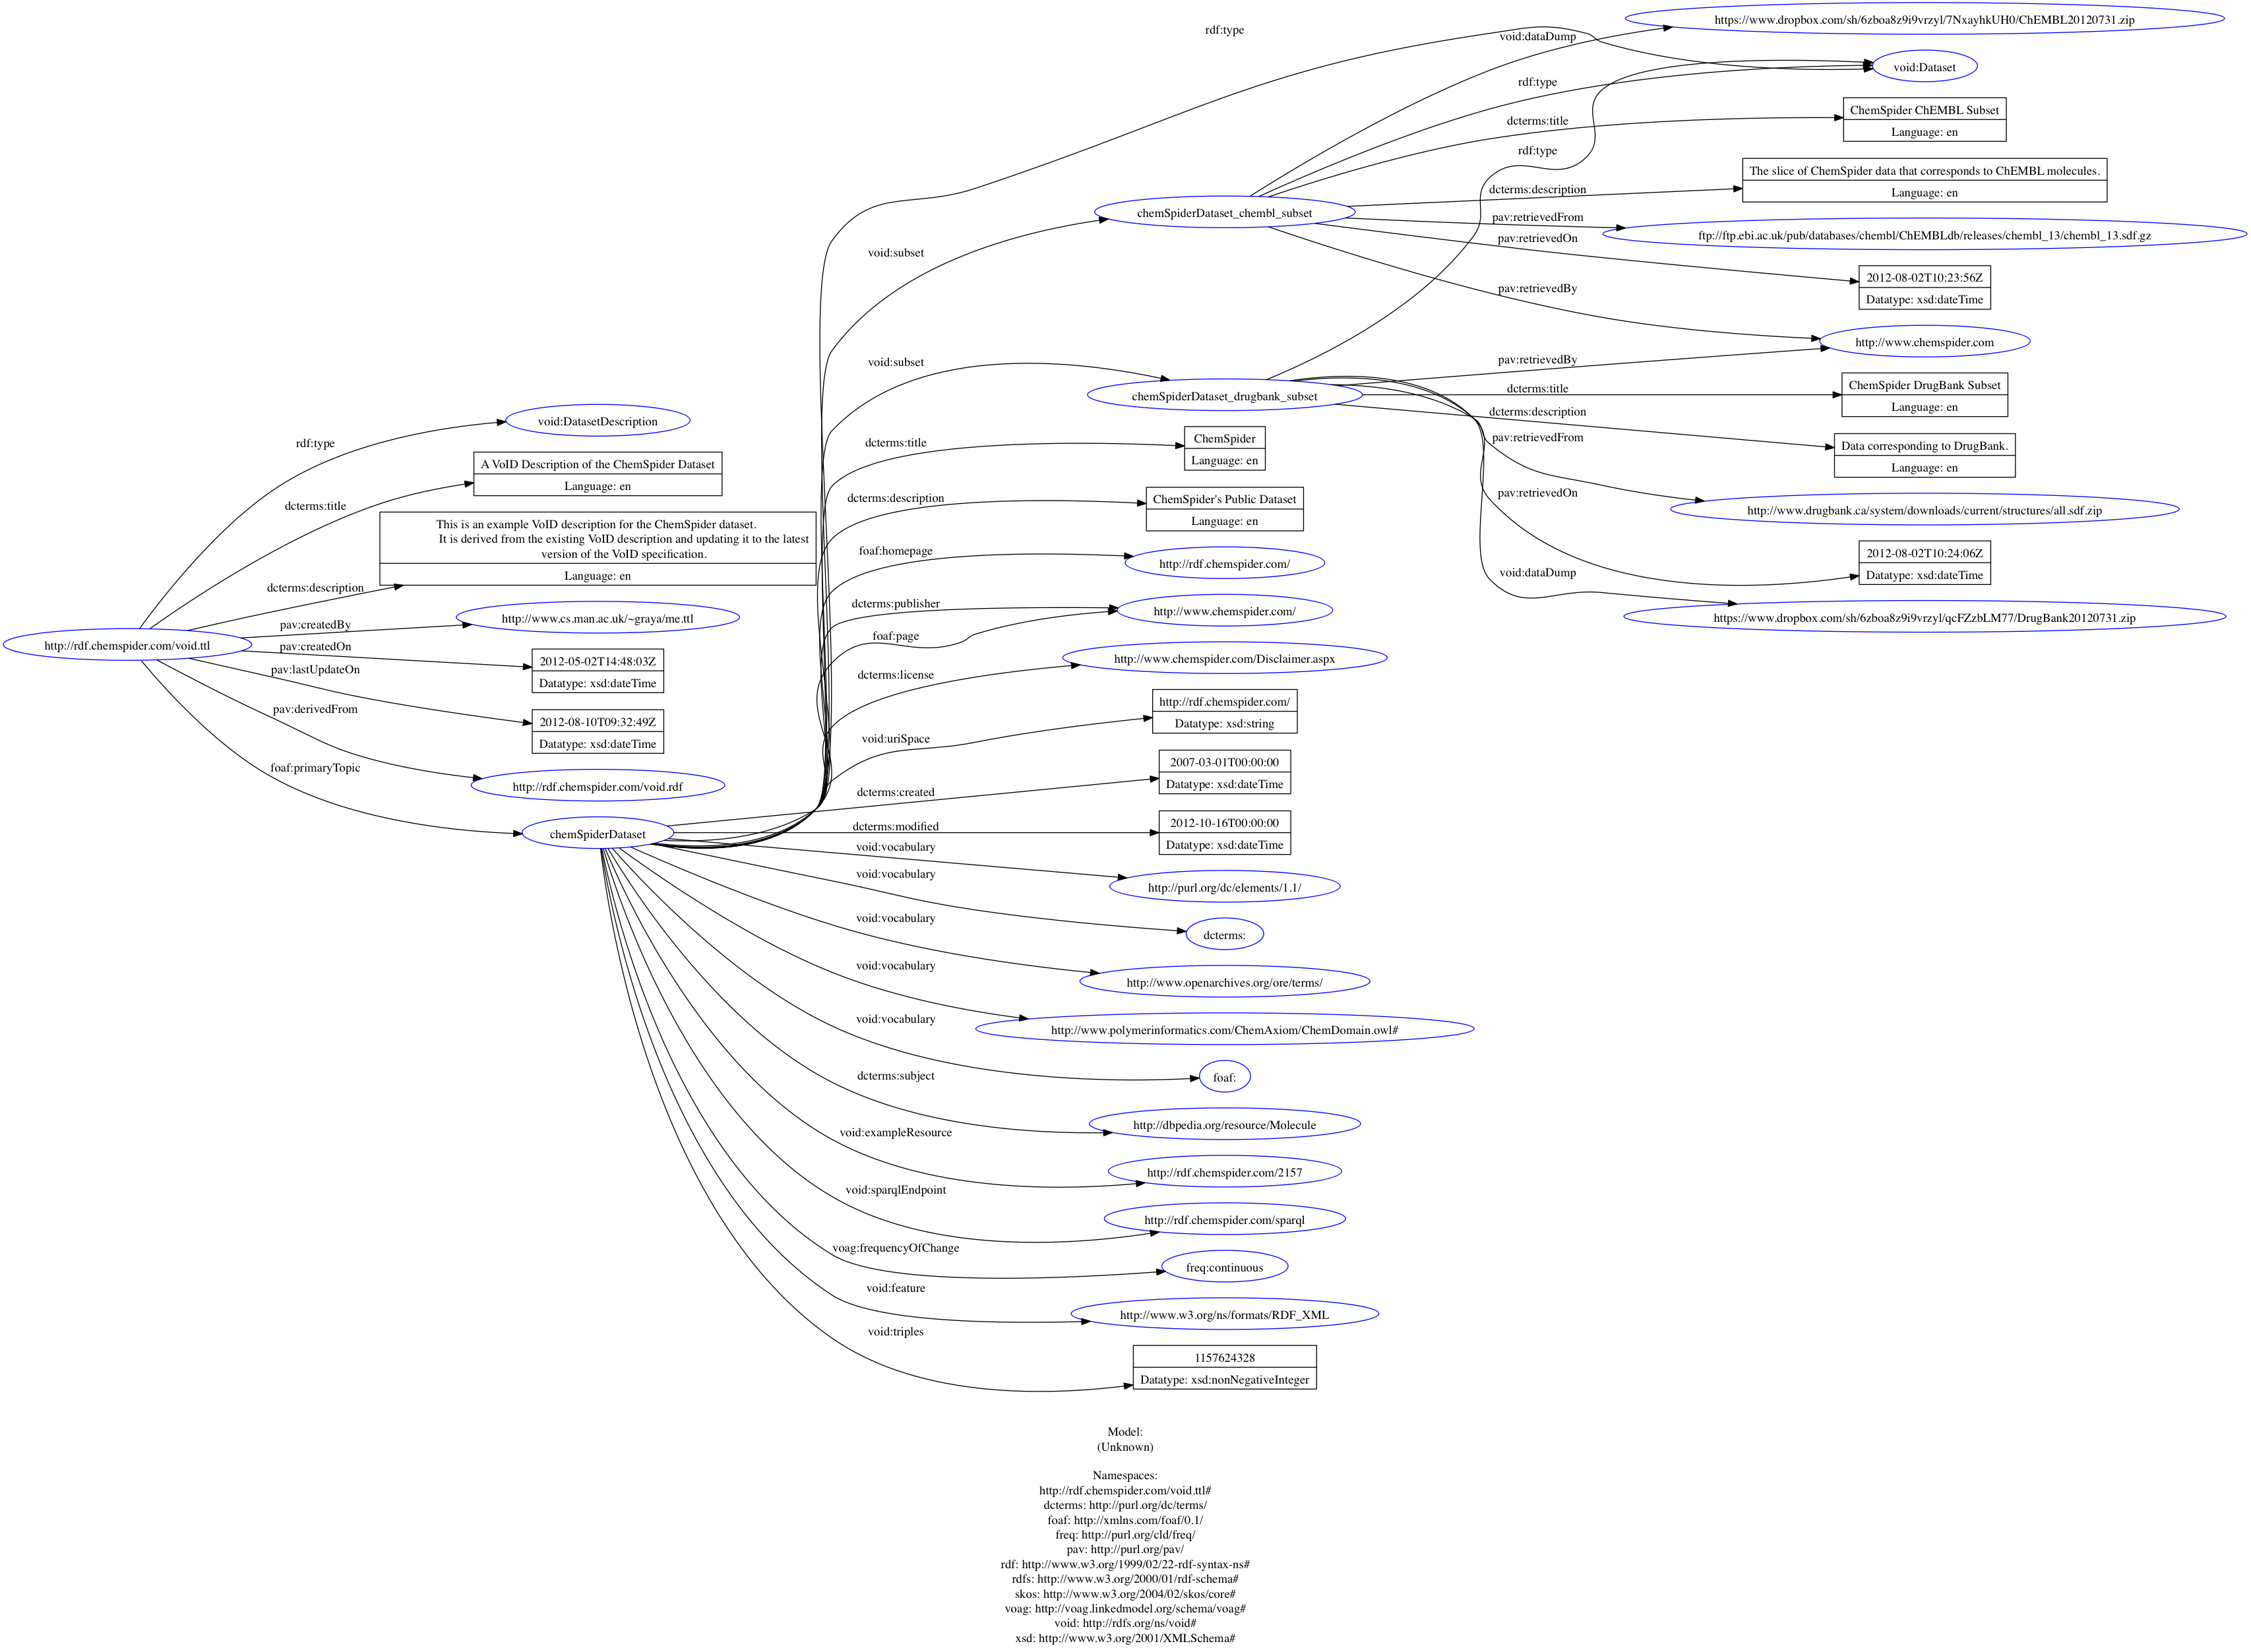 rdf:type
void:dataDump
https://www.dropbox.com/sh/6zboa8z9i9vrzyl/7NxayhkUH0/ChEMBL20120731.zip
void:Dataset
rdf:type
ChemSpider ChEMBL Subset
Language: en
dcterms:title
rdf:type
The slice of ChemSpider data that corresponds to ChEMBL molecules.
Language: en
dcterms:description
chemSpiderDataset_chembl_subset
pav:retrievedFrom
ftp://ftp.ebi.ac.uk/pub/databases/chembl/ChEMBLdb/releases/chembl_13/chembl_13.sdf.gz
pav:retrievedOn
void:subset
2012-08-02T10:23:56Z
Datatype: xsd:dateTime
pav:retrievedBy
http://www.chemspider.com
void:subset
pav:retrievedBy
ChemSpider DrugBank Subset
Language: en
dcterms:title
chemSpiderDataset_drugbank_subset
dcterms:description
Data corresponding to DrugBank.
Language: en
pav:retrievedFrom
http://www.drugbank.ca/system/downloads/current/structures/all.sdf.zip
pav:retrievedOn
2012-08-02T10:24:06Z
Datatype: xsd:dateTime
void:dataDump
https://www.dropbox.com/sh/6zboa8z9i9vrzyl/qcFZzbLM77/DrugBank20120731.zip
rdf:type
void:DatasetDescription
dcterms:title
A VoID Description of the ChemSpider Dataset
Language: en
dcterms:description
This is an example VoID description for the ChemSpider dataset.
It is derived from the existing VoID description and updating it to the latest
version of the VoID specification.
Language: en
http://rdf.chemspider.com/void.ttl
pav:createdBy
http://www.cs.man.ac.uk/~graya/me.ttl
pav:createdOn
2012-05-02T14:48:03Z
Datatype: xsd:dateTime
pav:lastUpdateOn
2012-08-10T09:32:49Z
Datatype: xsd:dateTime
pav:derivedFrom
http://rdf.chemspider.com/void.rdf
foaf:primaryTopic
chemSpiderDataset
dcterms:title
ChemSpider
Language: en
dcterms:description
ChemSpider's Public Dataset
Language: en
foaf:homepage
http://rdf.chemspider.com/
dcterms:publisher
http://www.chemspider.com/
foaf:page
http://www.chemspider.com/Disclaimer.aspx
dcterms:license
http://rdf.chemspider.com/
Datatype: xsd:string
void:uriSpace
2007-03-01T00:00:00
Datatype: xsd:dateTime
dcterms:created
2012-10-16T00:00:00
Datatype: xsd:dateTime
dcterms:modified
void:vocabulary
http://purl.org/dc/elements/1.1/
void:vocabulary
dcterms:
void:vocabulary
http://www.openarchives.org/ore/terms/
void:vocabulary
http://www.polymerinformatics.com/ChemAxiom/ChemDomain.owl#
void:vocabulary
foaf:
dcterms:subject
http://dbpedia.org/resource/Molecule
void:exampleResource
http://rdf.chemspider.com/2157
void:sparqlEndpoint
http://rdf.chemspider.com/sparql
voag:frequencyOfChange
freq:continuous
void:feature
http://www.w3.org/ns/formats/RDF_XML
void:triples
1157624328
Datatype: xsd:nonNegativeInteger
Model:
(Unknown)
Namespaces:
http://rdf.chemspider.com/void.ttl#
dcterms: http://purl.org/dc/terms/
foaf: http://xmlns.com/foaf/0.1/
freq: http://purl.org/cld/freq/
pav: http://purl.org/pav/
rdf: http://www.w3.org/1999/02/22-rdf-syntax-ns#
rdfs: http://www.w3.org/2000/01/rdf-schema#
skos: http://www.w3.org/2004/02/skos/core#
voag: http://voag.linkedmodel.org/schema/voag#
void: http://rdfs.org/ns/void#
xsd: http://www.w3.org/2001/XMLSchema#